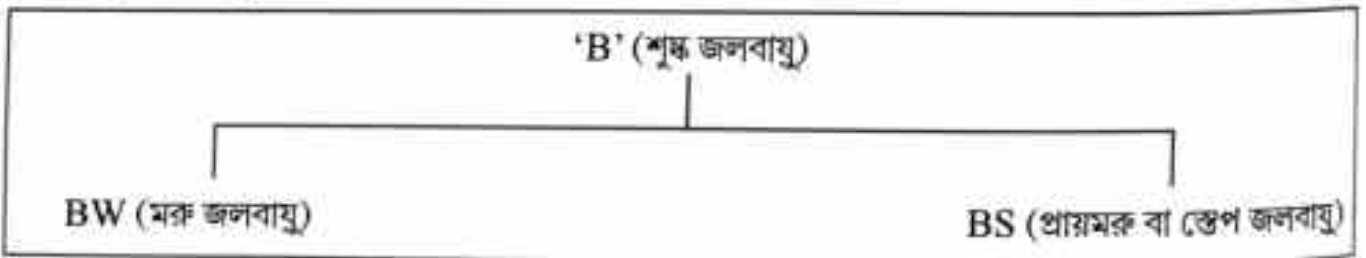 ‘B’ (শুষ্ক জলবায়ু)
BW (মরু জলবায়ু)
BS (প্রায়মরু বা স্তেপ জলবায়ু)